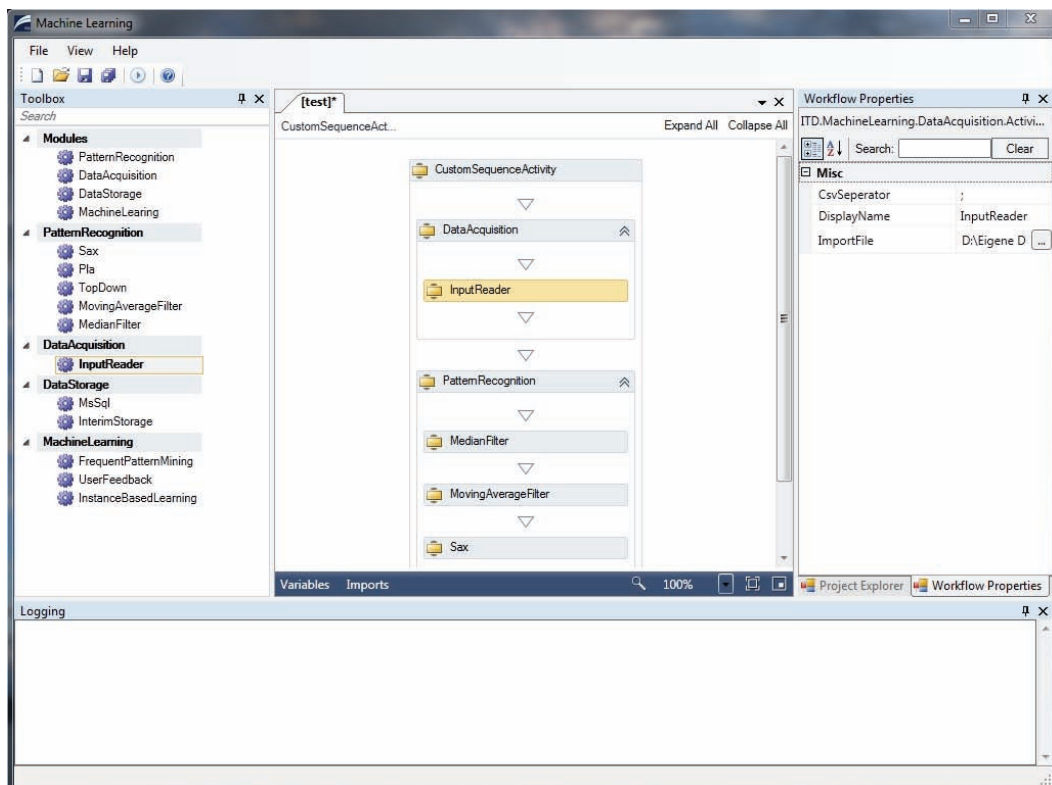 Machine Learning
File View Help
Toolbox
Search
Modules
PatternRecognition
DataAcquisition
DataStorage
MachineLearing
PatternRecognition
Sax
Pla
TopDown
MovingAverageFilter
MedianFilter
DataAcquisition
InputReader
DataStorage
MsSql
InterimStorage
MachineLearning
FrequentPatternMining
UserFeedback
InstanceBasedLearning
[test]*
CustomSequenceAct... Expand All Collapse All
CustomSequenceActivity
DataAcquisition
InputReader
PatternRecognition
MedianFilter
MovingAverageFilter
Sax
Variables Imports 100%
Workflow Properties
ITD.MachineLearning.DataAcquisition.Activi...
Search: Clear
Misc
CsvSeperator ;
DisplayName InputReader
ImportFile D:\Eigene D ...
Project Explorer Workflow Properties
Logging